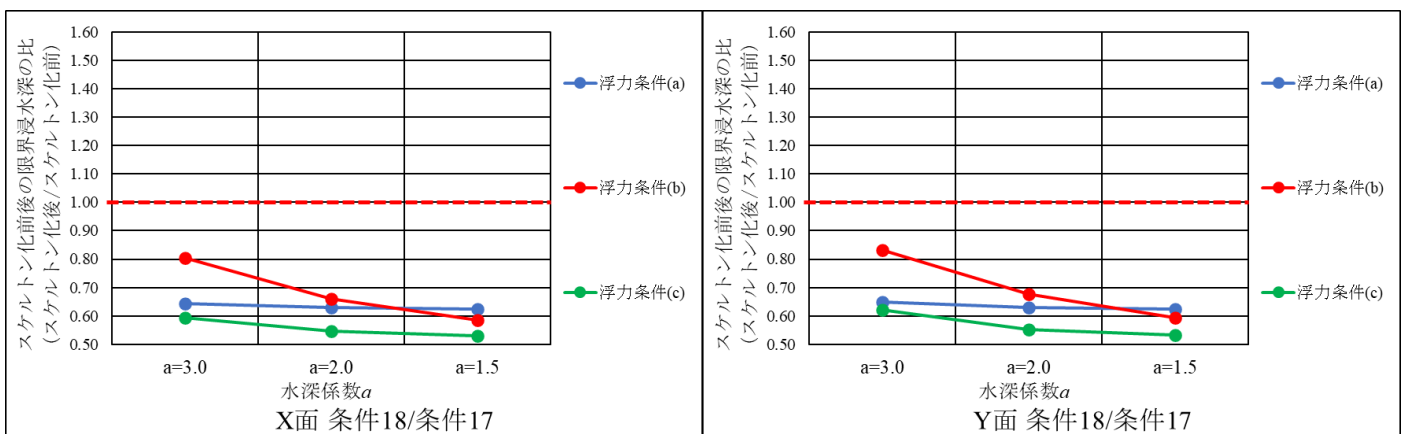 スケルトン化前後の限界浸水深の比
(スケルトン化後/スケルトン化前)
1.60
1.50
1.40
1.30
1.20
1.10
1.00
0.90
0.80
0.70
0.60
0.50
a=3.0
a=2.0
a=1.5
水深係数a
浮力条件(a)
浮力条件(b)
浮力条件(c)
X面 条件18/条件17
スケルトン化前後の限界浸水深の比
(スケルトン化後/スケルトン化前)
1.60
1.50
1.40
1.30
1.20
1.10
1.00
0.90
0.80
0.70
0.60
0.50
a=3.0
a=2.0
a=1.5
水深係数a
浮力条件(a)
浮力条件(b)
浮力条件(c)
Y面 条件18/条件17